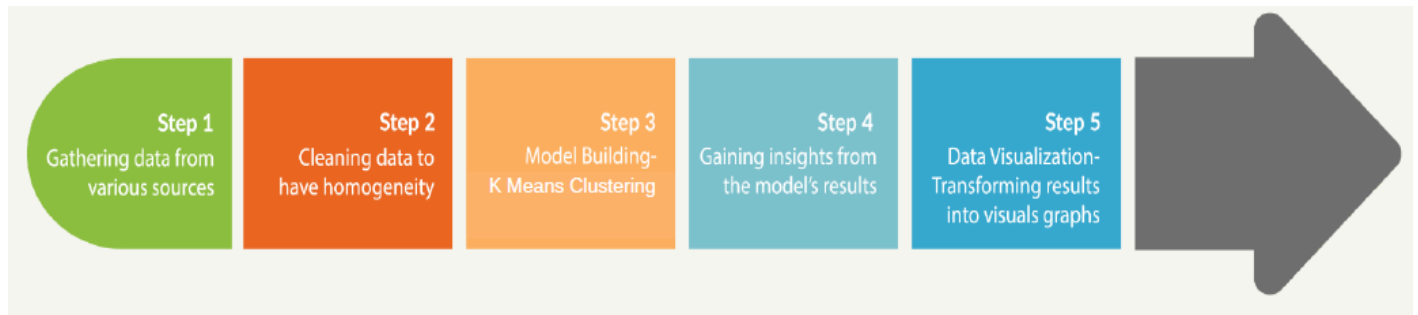 Step 1
Gathering data from
various sources
Step 2
Cleaning data to
have homogeneity
Step 3
Model Building-
K Means Clustering
Step 4
Gaining insights from
the model's results
Step 5
Data Visualization-
Transforming results
into visuals graphs